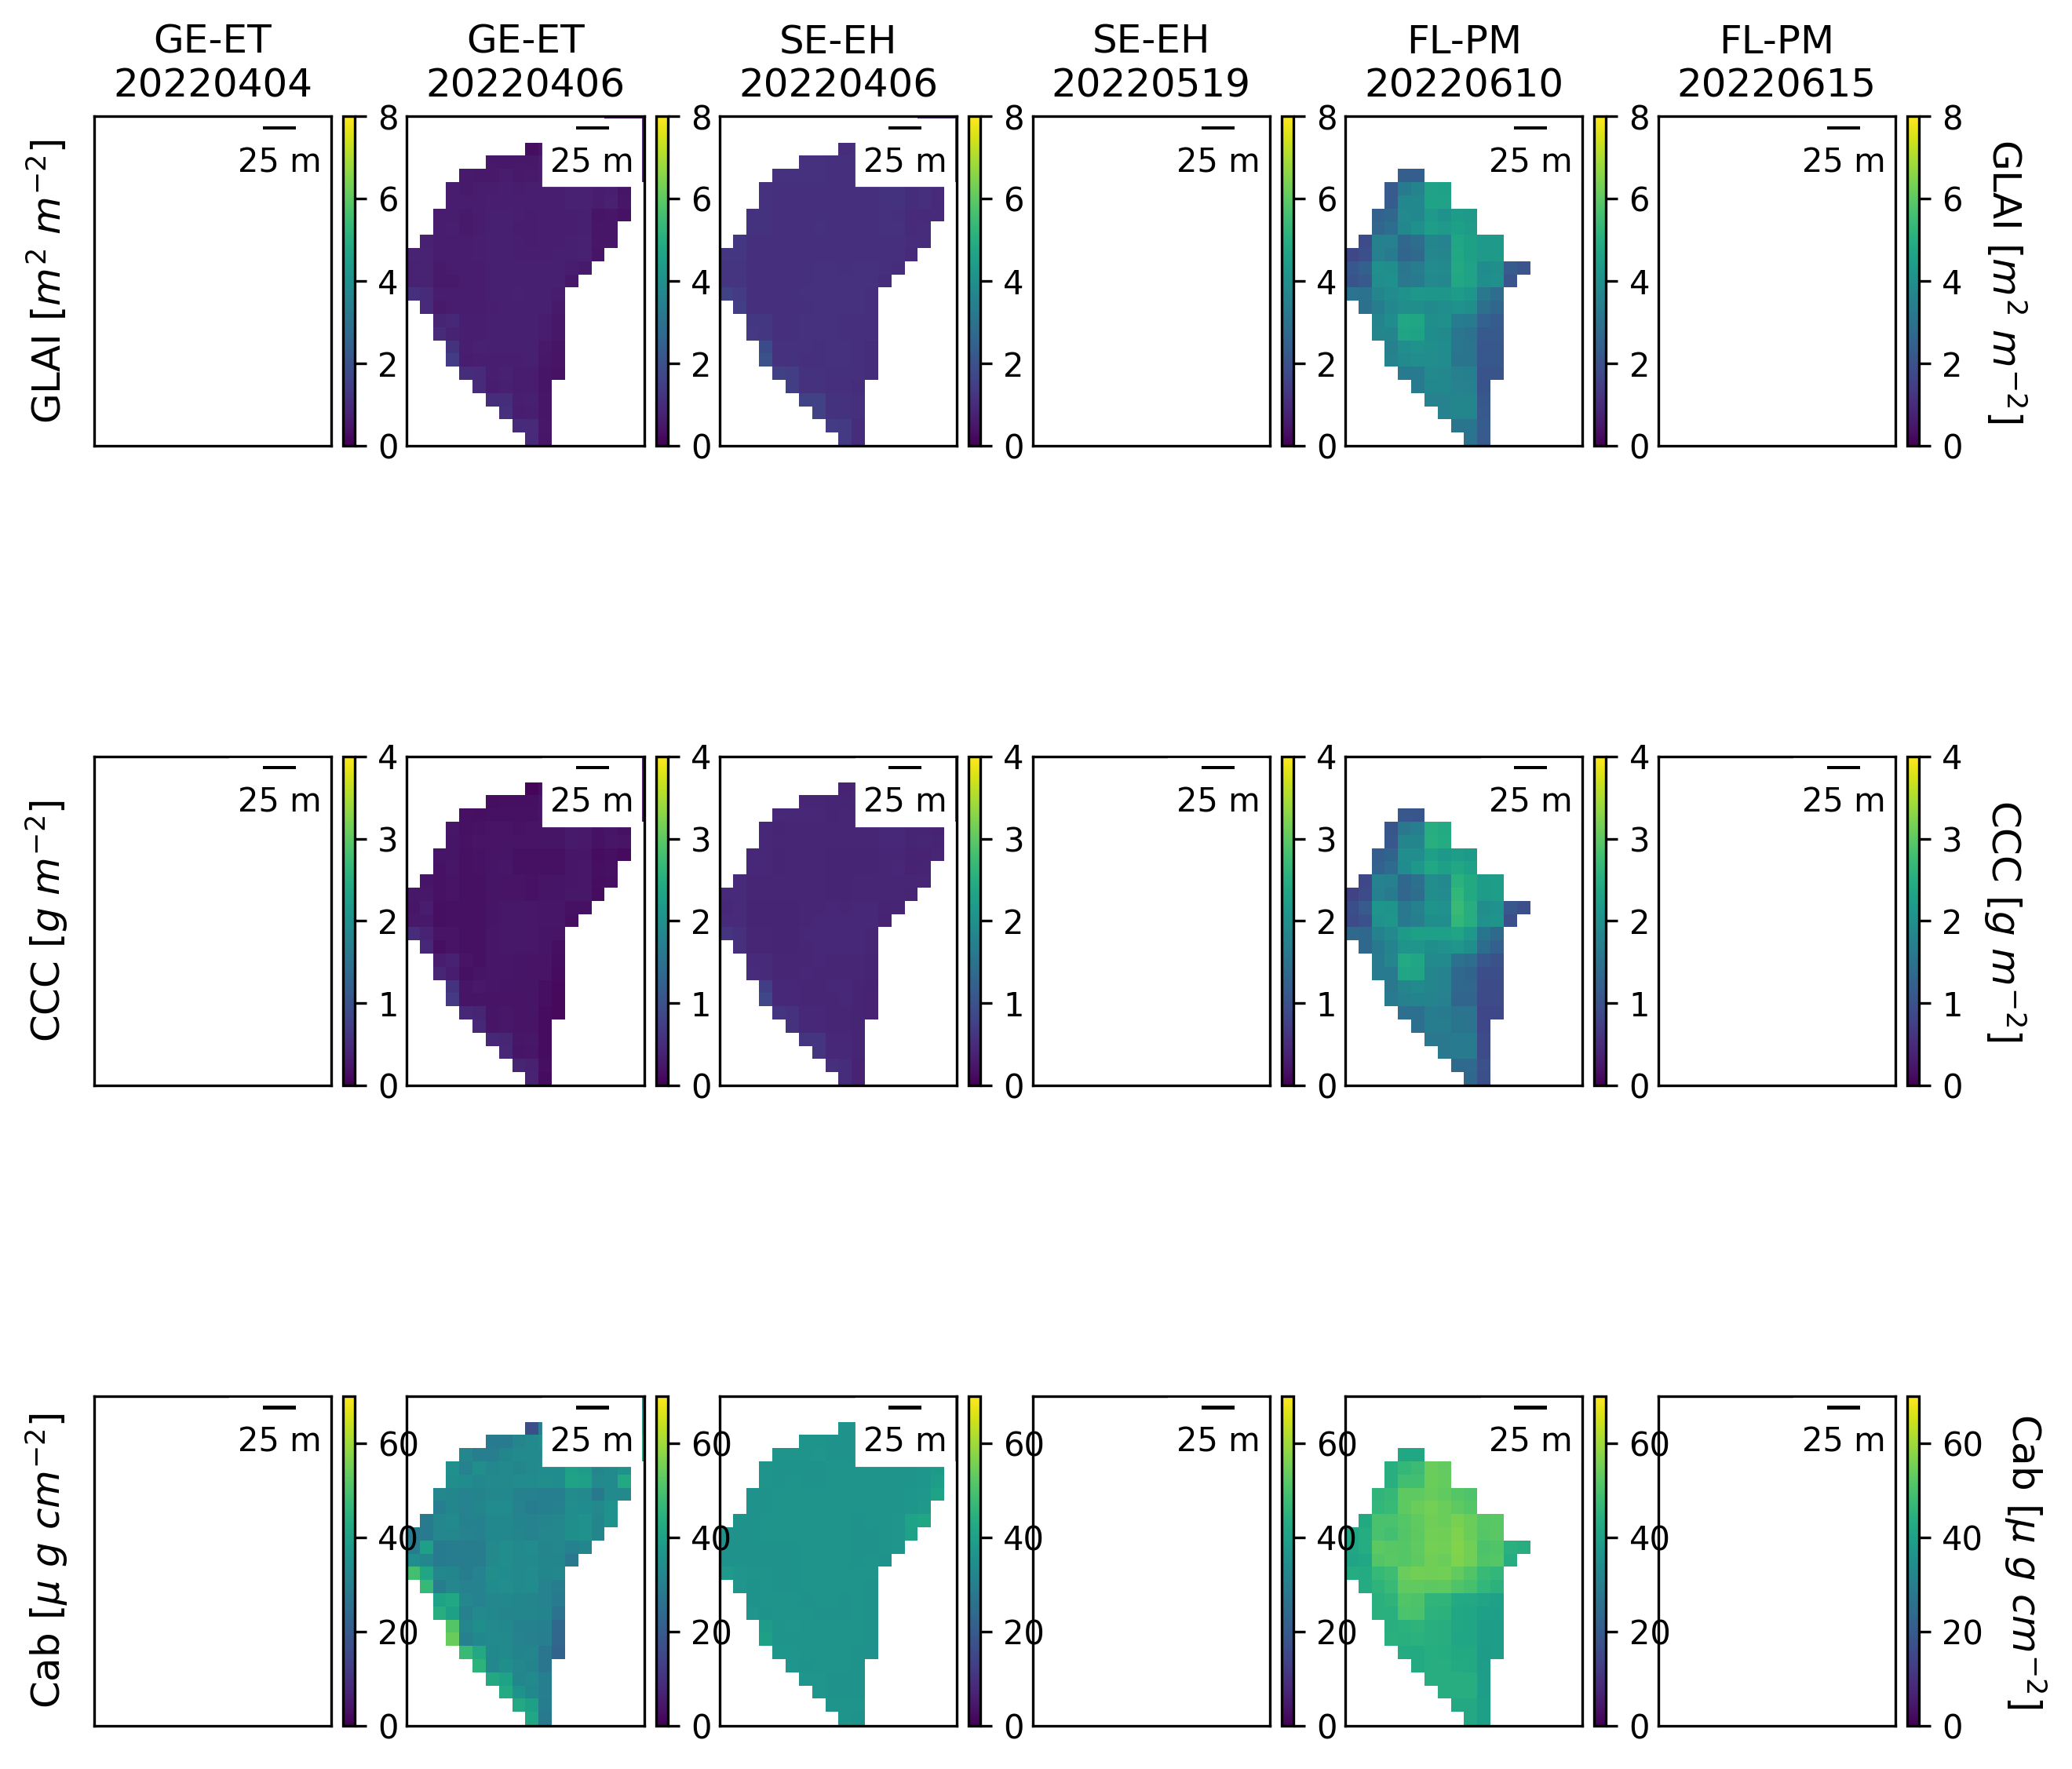 GE-ET GE-ET SE-EH SE-EH FL-PM FL-PM
20220404 20220406 20220406 20220519 20220610 20220615
GLAI [m² m⁻²]
25 m 25 m 25 m 25 m 25 m 25 m
8 8 8 8 8 8
6 6 6 6 6 6
4 4 4 4 4 4
2 2 2 2 2 2
0 0 0 0 0 0
GLAI [m² m⁻²]
CCC [g m⁻²]
25 m 25 m 25 m 25 m 25 m 25 m
4 4 4 4 4 4
3 3 3 3 3 3
2 2 2 2 2 2
1 1 1 1 1 1
0 0 0 0 0 0
CCC [g m⁻²]
Cab [μ g cm⁻²]
25 m 25 m 25 m 25 m 25 m 25 m
60 60 60 60 60 60
40 40 40 40 40 40
20 20 20 20 20 20
0 0 0 0 0 0
Cab [μ g cm⁻²]